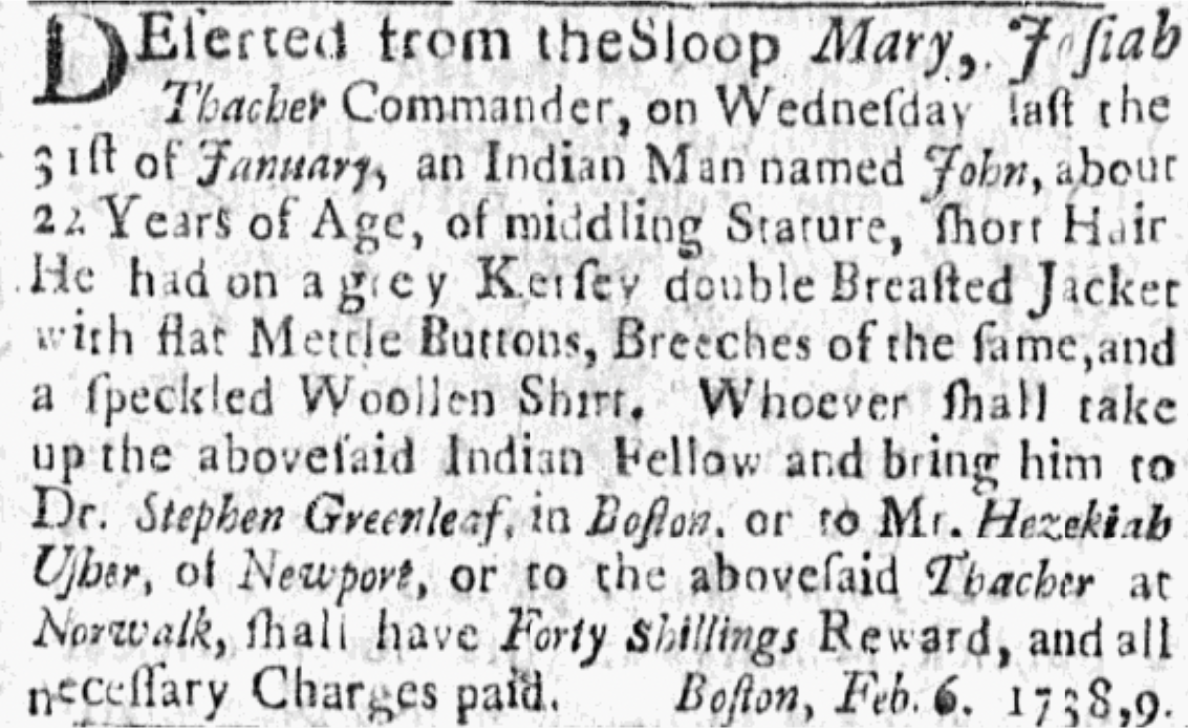 DEſerted from the Sloop Mary, Joſiah
Thacher Commander, on Wedneſday laſt the
31ſt of January, an Indian Man named John, about
22 Years of Age, of middling Stature, ſhort Hair
He had on a grey Kerſey double Breaſted Jacket
with flat Mettle Buttons, Breeches of the ſame, and
a ſpeckled Woollen Shirt. Whoever ſhall take
up the aboveſaid Indian Fellow and bring him to
Dr. Stephen Greenleaf, in Boſton, or to Mr. Hezekiah
Uſher, of Newport, or to the aboveſaid Thacher at
Norwalk, ſhall have Forty Shillings Reward, and all
neceſſary Charges paid. Boſton, Feb. 6. 1738,9.